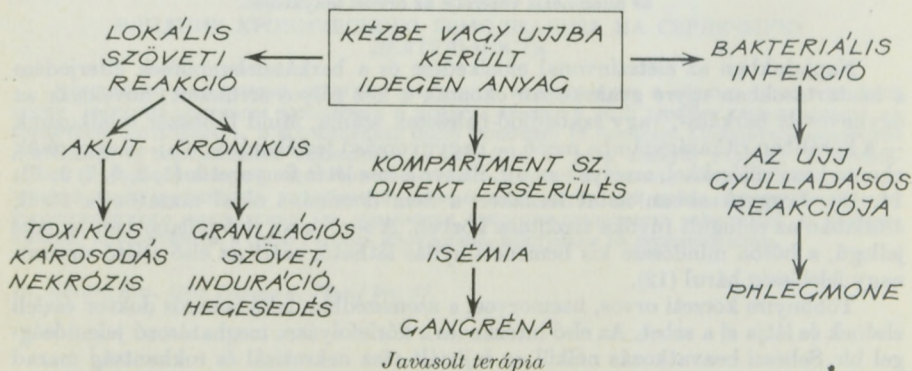 LOKÁLIS
SZÖVETI
REAKCIÓ
KÉZBE VAGY UJJBA
KERÜLT
IDEGEN ANYAG
BAKTERIÁLIS
INFEKCIÓ
AKUT
KRÓNIKUS
KOMPARTMENT SZ.
DIREKT ÉRSÉRÜLÉS
AZ UJJ
GYULLADÁSOS
REAKCIÓJA
TOXIKUS
KÁROSODÁS
NEKRÓZIS
GRANULÁCIÓS
SZÖVET,
INDURÁCIÓ,
HEGESEDÉS
ISÉMIA
GANGRÉNA
PHLEGMONE
Javasolt terápia